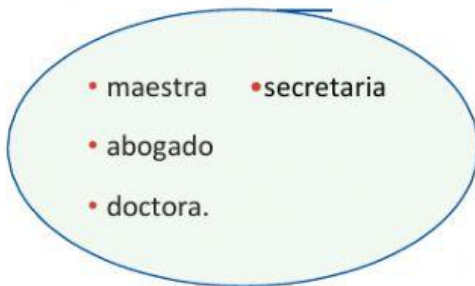 • maestra •secretaria
• abogado
• doctora.